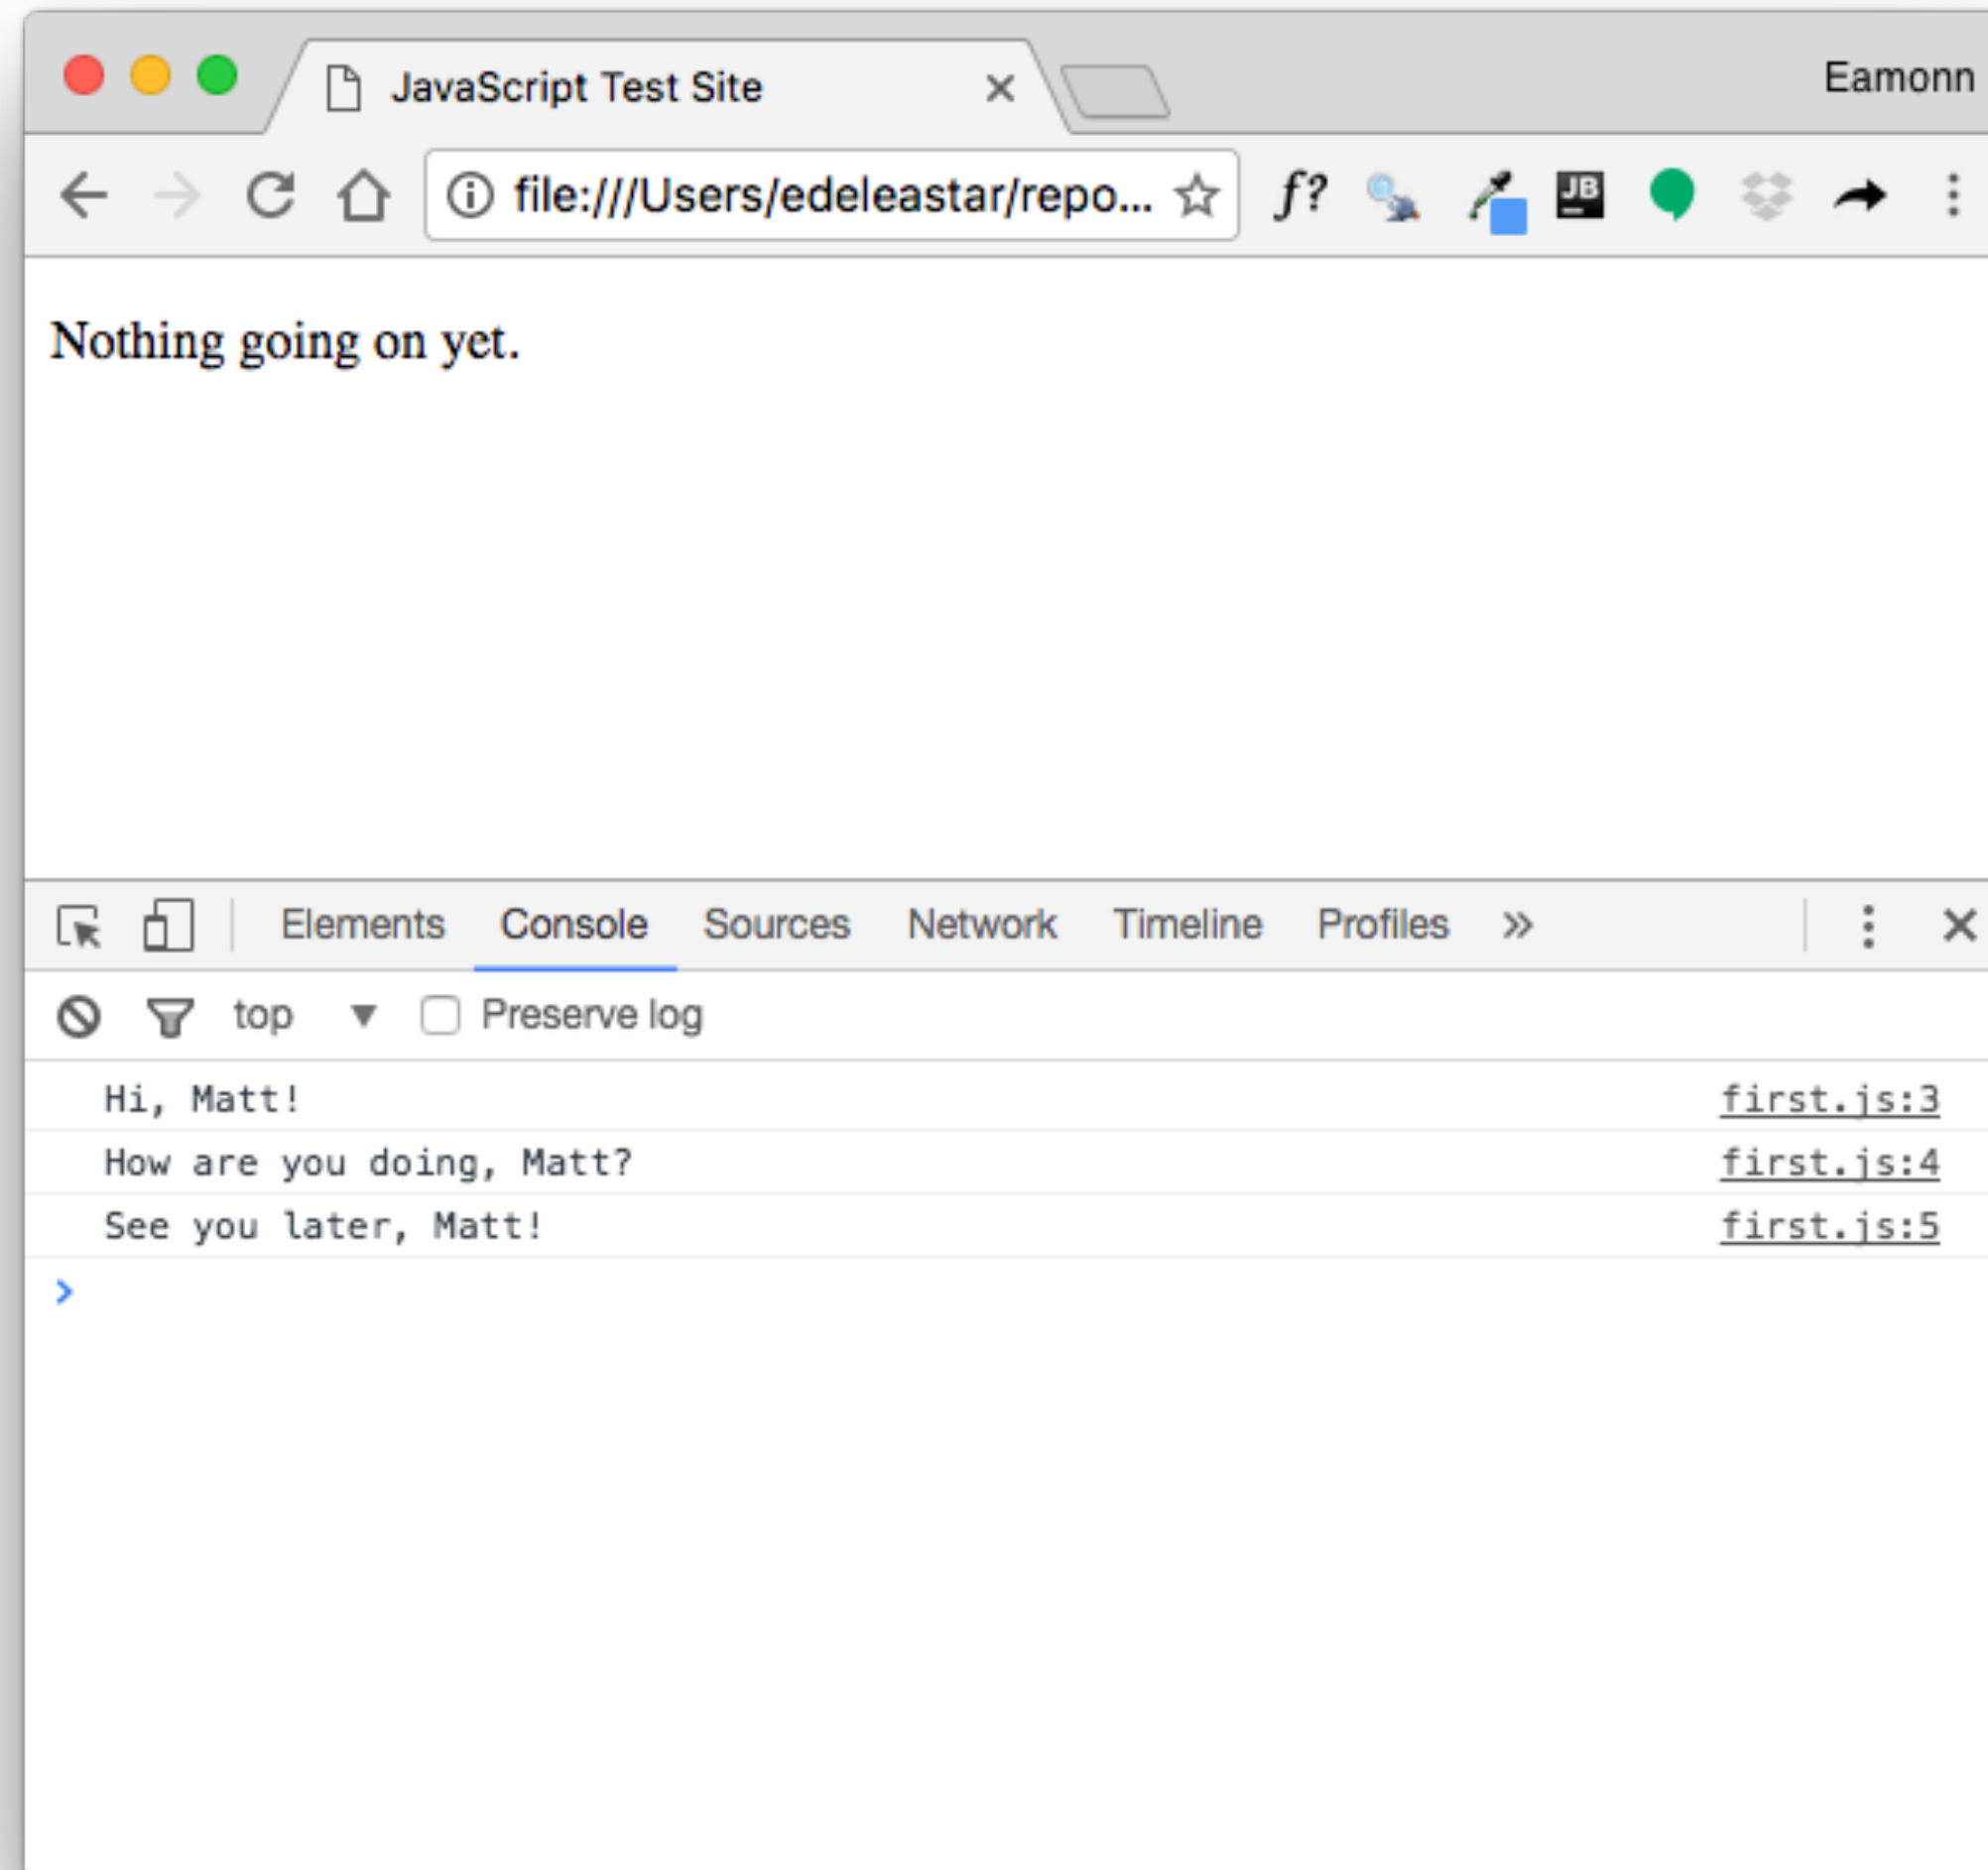 JavaScript Test Site
Eamonn
file:///Users/edeleastar/repo...
f?
JB
Nothing going on yet.
Elements Console Sources Network Timeline Profiles »
top Preserve log
Hi, Matt! first.js:3
How are you doing, Matt? first.js:4
See you later, Matt! first.js:5